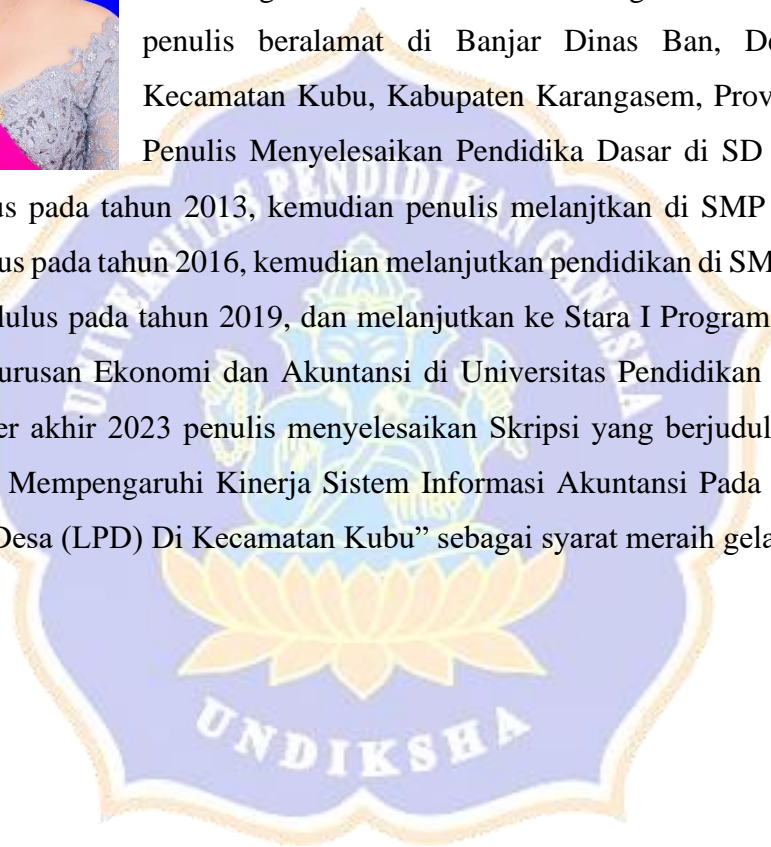 penulis beralamat di Banjar Dinas Ban, De
Kecamatan Kubu, Kabupaten Karangasem, Prov
Penulis Menyelesaikan Pendidika Dasar di SD
us pada tahun 2013, kemudian penulis melanjtkan di SMP
us pada tahun 2016, kemudian melanjutkan pendidikan di SM
lulus pada tahun 2019, dan melanjutkan ke Stara I Program
urusan Ekonomi dan Akuntansi di Universitas Pendidikan
er akhir 2023 penulis menyelesaikan Skripsi yang berjudul
Mempengaruhi Kinerja Sistem Informasi Akuntansi Pada
Desa (LPD) Di Kecamatan Kubu” sebagai syarat meraih gela
UNIVERSITAS PENDIDIKAN GANESHA
UNDIKSHA